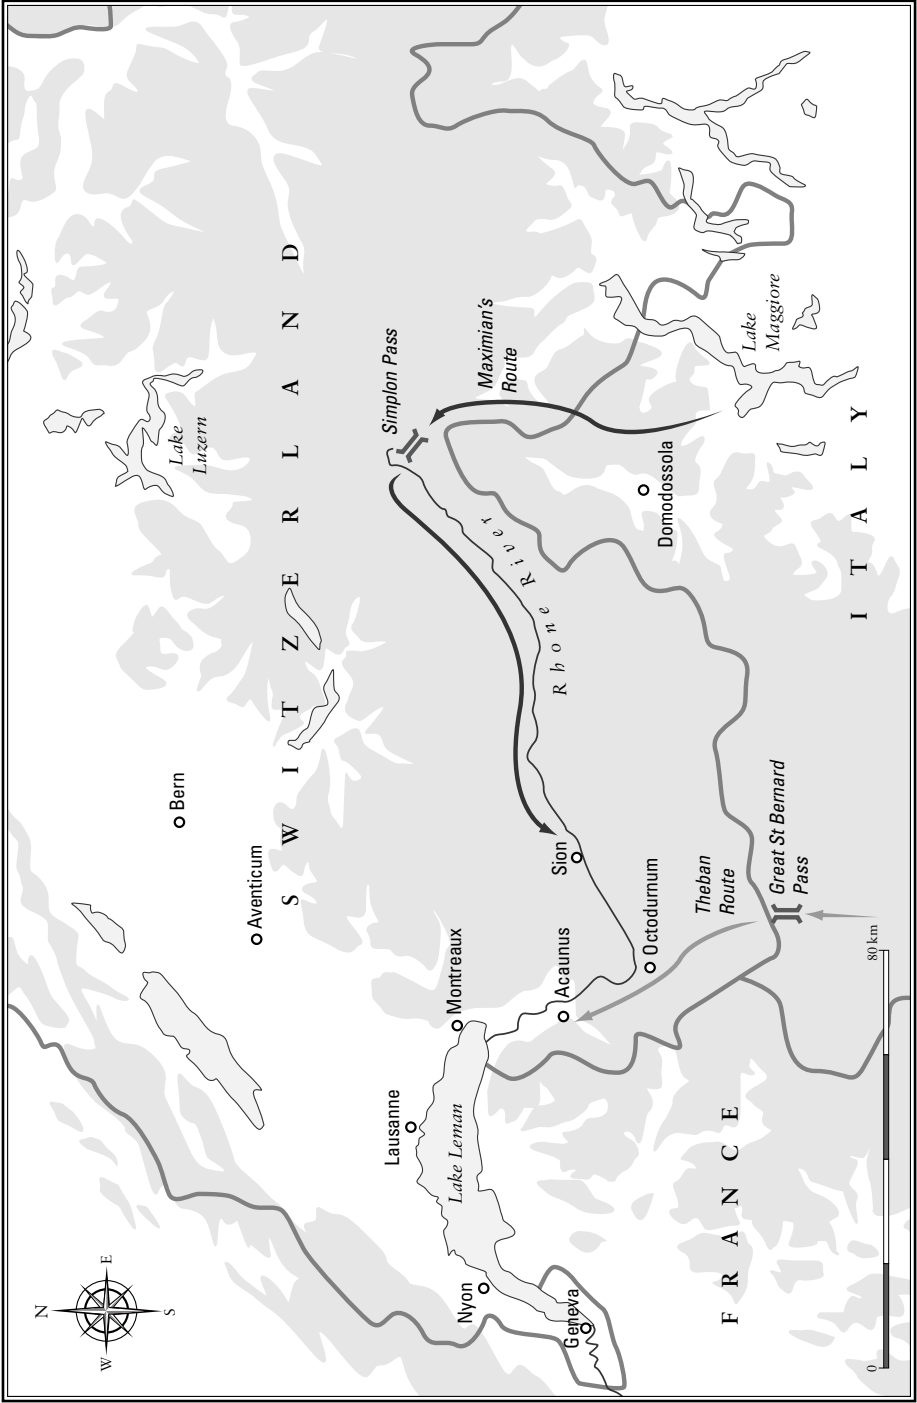 N
E
S
W
Bern
Aventicum
SWITZERLAND
Lake
Luzern
Simplon Pass
Maximian's
Route
Lake
Maggiore
Domodossola
Rhone River
Sion
Montreaux
Acaunus
Octodurnum
Theban
Route
Great St Bernard
Pass
Lausanne
Lake Leman
Nyon
Geneva
FRANCE
ITALY
0
80 km